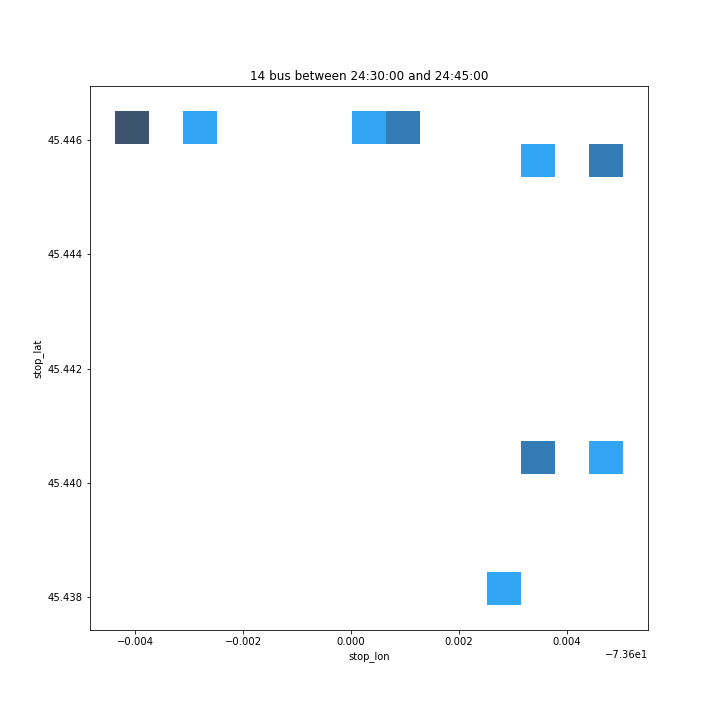 14 bus between 24:30:00 and 24:45:00
45.446
45.444
45.442
45.440
45.438
stop_lat
−0.004 −0.002 0.000 0.002 0.004
stop_lon
−7.36e1